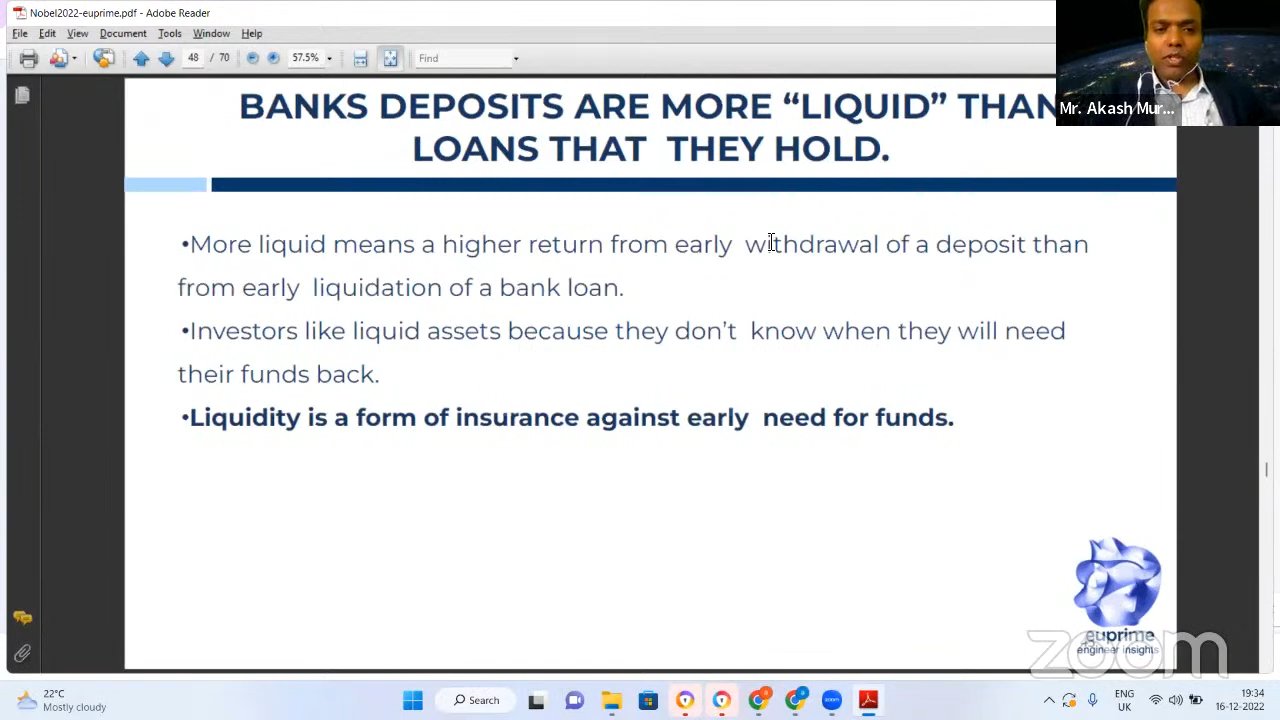 Nobel2022-euprime.pdf - Adobe Reader
File Edit View Document Tools Window Help
48 / 70 57.5% Find
Mr. Akash Mur...
BANKS DEPOSITS ARE MORE “LIQUID” THAN
LOANS THAT THEY HOLD.
•More liquid means a higher return from early withdrawal of a deposit than
from early liquidation of a bank loan.
•Investors like liquid assets because they don’t know when they will need
their funds back.
•Liquidity is a form of insurance against early need for funds.
euprime
engineer insights
zoom
22°C
Mostly cloudy
Search
zoom
ENG
UK
19:34
16-12-2022